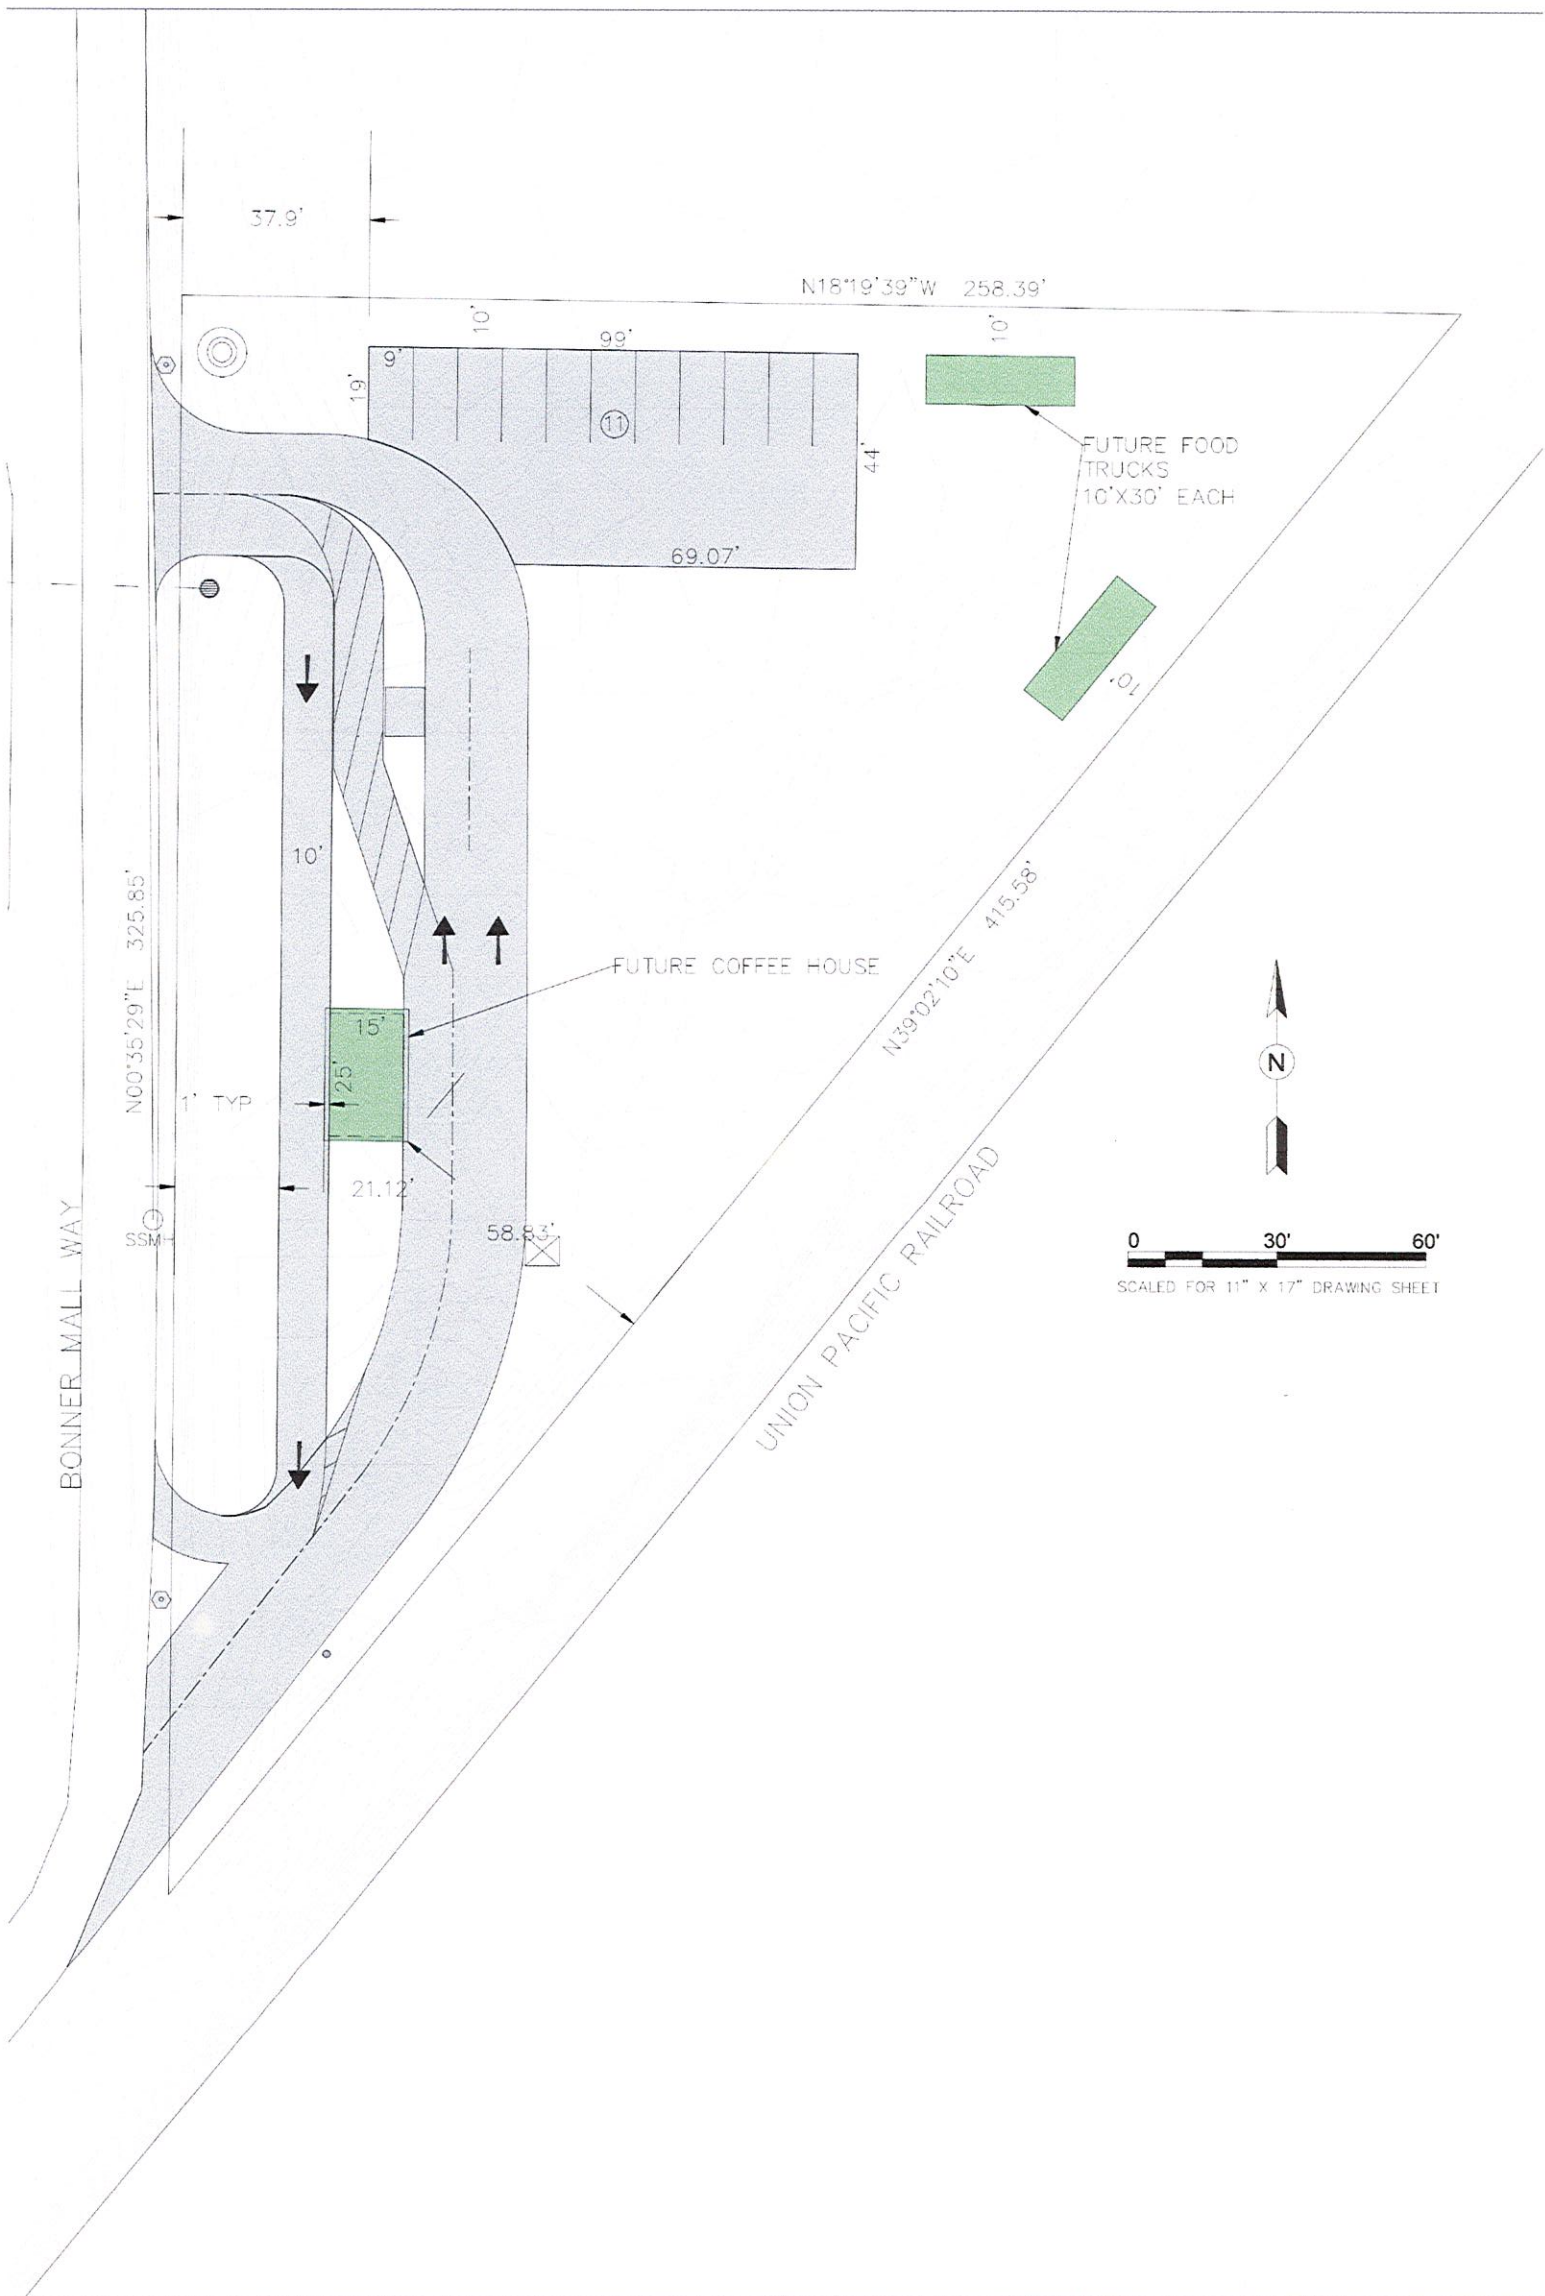 37.9'
N18°19'39"W 258.39'
10'
99'
10'
9'
19'
11
44'
FUTURE FOOD
TRUCKS
10'X30' EACH
69.07'
10'
10'
N00°35'29"E 325.85'
N39°02'10"E 415.58'
FUTURE COFFEE HOUSE
15'
25'
1' TYP
N
21.12'
SSMH
58.83'
BONNER MALL WAY
UNION PACIFIC RAILROAD
0 30' 60'
SCALED FOR 11" X 17" DRAWING SHEET